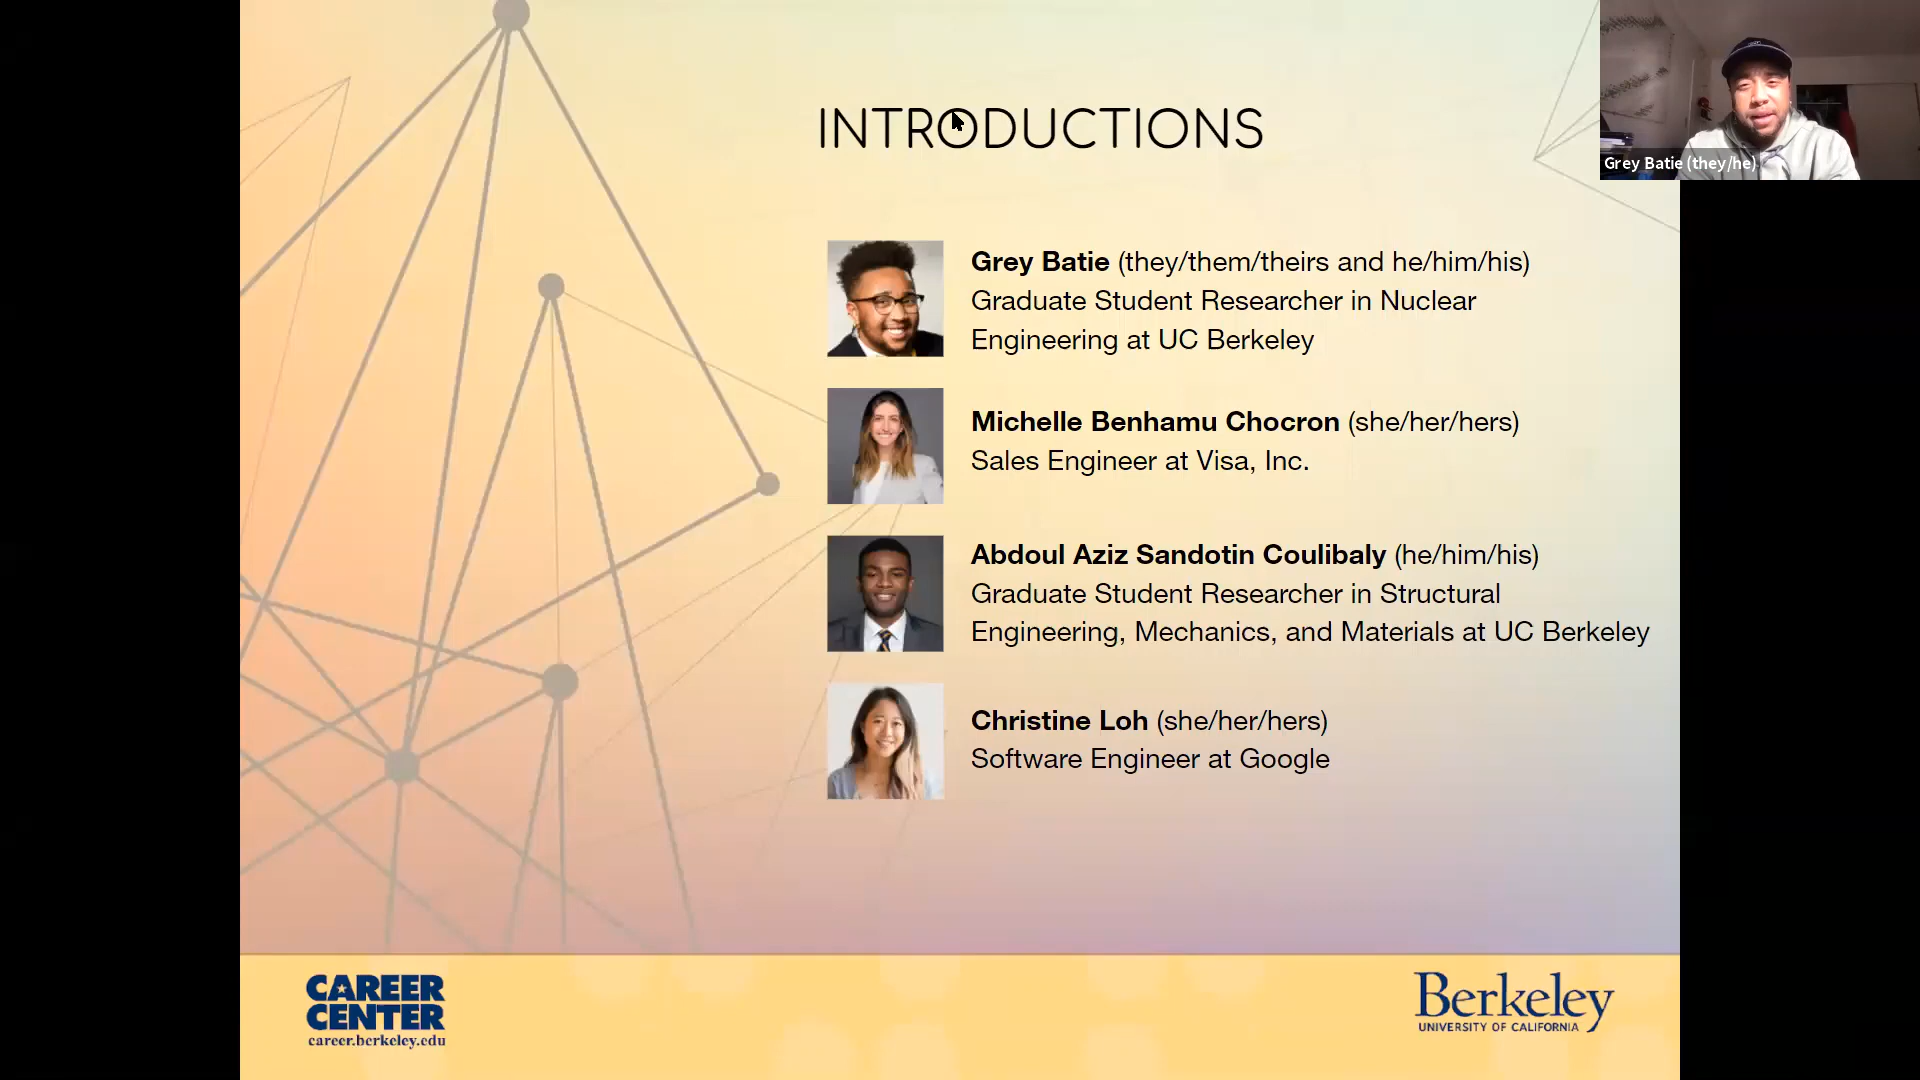 INTRODUCTIONS
Grey Batie (they/he)
Grey Batie (they/them/theirs and he/him/his)
Graduate Student Researcher in Nuclear
Engineering at UC Berkeley
Michelle Benhamu Chocron (she/her/hers)
Sales Engineer at Visa, Inc.
Abdoul Aziz Sandotin Coulibaly (he/him/his)
Graduate Student Researcher in Structural
Engineering, Mechanics, and Materials at UC Berkeley
Christine Loh (she/her/hers)
Software Engineer at Google
CAREER
CENTER
career.berkeley.edu
Berkeley
UNIVERSITY OF CALIFORNIA